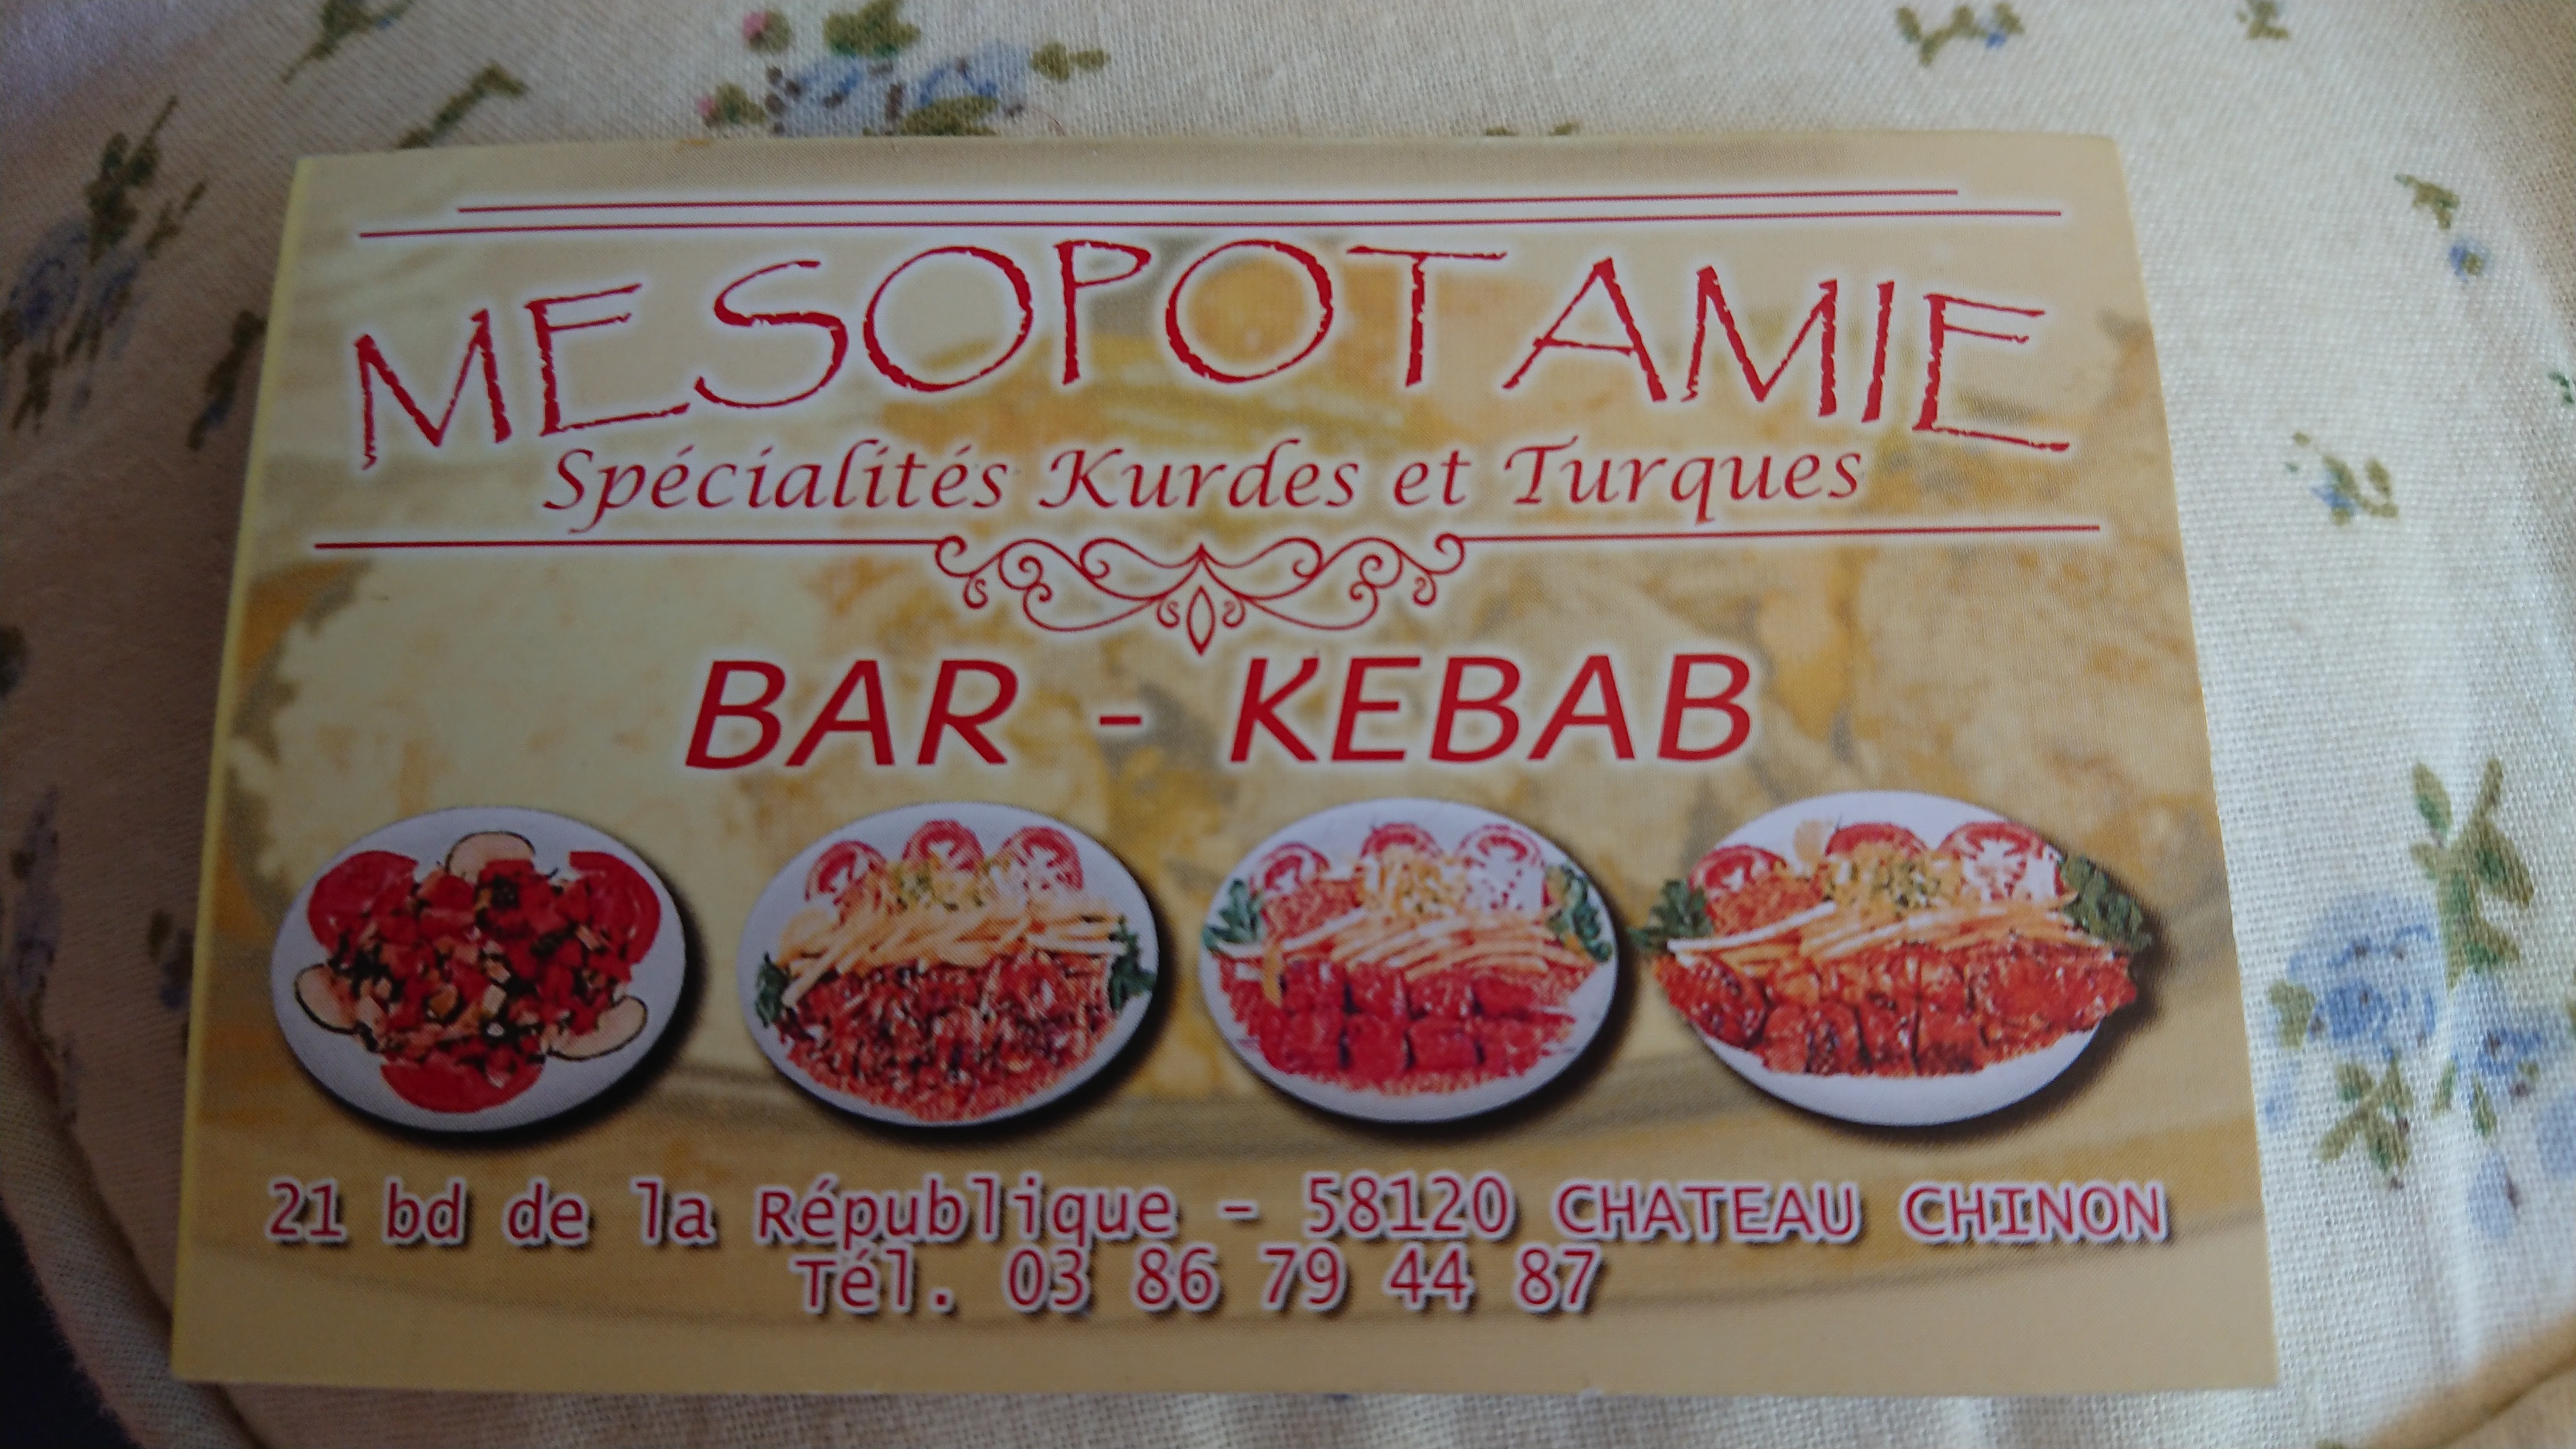 MESOPOTAMIE
Spécialités Kurdes et Turques
BAR - KEBAB
21 bd de la République - 58120 CHATEAU CHINON
Tél. 03 86 79 44 87